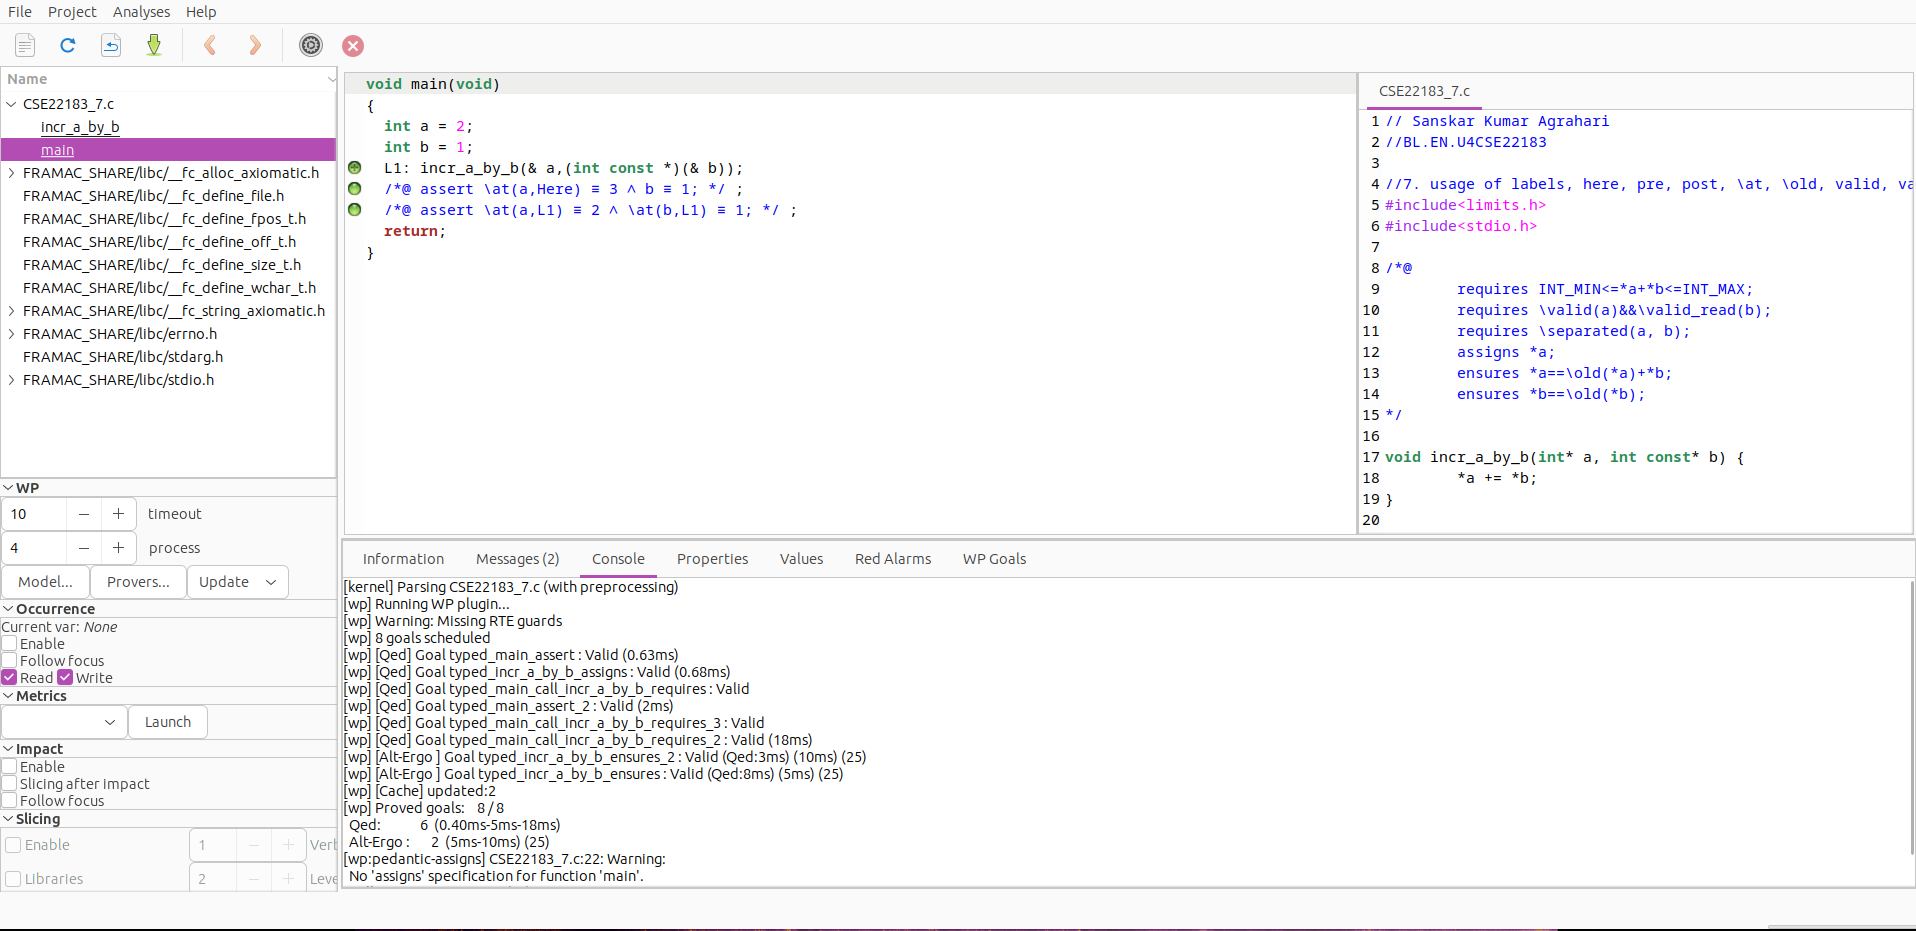 File Project Analyses Help
Name
CSE22183_7.c
incr_a_by_b
main
FRAMAC_SHARE/libc/__fc_alloc_axiomatic.h
FRAMAC_SHARE/libc/__fc_define_file.h
FRAMAC_SHARE/libc/__fc_define_fpos_t.h
FRAMAC_SHARE/libc/__fc_define_off_t.h
FRAMAC_SHARE/libc/__fc_define_size_t.h
FRAMAC_SHARE/libc/__fc_define_wchar_t.h
FRAMAC_SHARE/libc/__fc_string_axiomatic.h
FRAMAC_SHARE/libc/errno.h
FRAMAC_SHARE/libc/stdarg.h
FRAMAC_SHARE/libc/stdio.h
WP
10 − + timeout
4 − + process
Model... Provers... Update
Occurrence
Current var: None
Enable
Follow focus
Read Write
Metrics
Launch
Impact
Enable
Slicing after impact
Follow focus
Slicing
Enable 1 − + Verb
Libraries 2 − + Leve
void main(void)
{
int a = 2;
int b = 1;
L1: incr_a_by_b(& a,(int const *)(& b));
/*@ assert \at(a,Here) ≡ 3 ∧ b ≡ 1; */ ;
/*@ assert \at(a,L1) ≡ 2 ∧ \at(b,L1) ≡ 1; */ ;
return;
}
CSE22183_7.c
1 // Sanskar Kumar Agrahari
2 //BL.EN.U4CSE22183
3
4 //7. usage of labels, here, pre, post, \at, \old, valid, va
5 #include<limits.h>
6 #include<stdio.h>
7
8 /*@
9 requires INT_MIN<=*a+*b<=INT_MAX;
10 requires \valid(a)&&\valid_read(b);
11 requires \separated(a, b);
12 assigns *a;
13 ensures *a==\old(*a)+*b;
14 ensures *b==\old(*b);
15 */
16
17 void incr_a_by_b(int* a, int const* b) {
18 *a += *b;
19 }
20
Information Messages (2) Console Properties Values Red Alarms WP Goals
[kernel] Parsing CSE22183_7.c (with preprocessing)
[wp] Running WP plugin...
[wp] Warning: Missing RTE guards
[wp] 8 goals scheduled
[wp] [Qed] Goal typed_main_assert : Valid (0.63ms)
[wp] [Qed] Goal typed_incr_a_by_b_assigns : Valid (0.68ms)
[wp] [Qed] Goal typed_main_call_incr_a_by_b_requires : Valid
[wp] [Qed] Goal typed_main_assert_2 : Valid (2ms)
[wp] [Qed] Goal typed_main_call_incr_a_by_b_requires_3 : Valid
[wp] [Qed] Goal typed_main_call_incr_a_by_b_requires_2 : Valid (18ms)
[wp] [Alt-Ergo ] Goal typed_incr_a_by_b_ensures_2 : Valid (Qed:3ms) (10ms) (25)
[wp] [Alt-Ergo ] Goal typed_incr_a_by_b_ensures : Valid (Qed:8ms) (5ms) (25)
[wp] [Cache] updated:2
[wp] Proved goals: 8 / 8
Qed: 6 (0.40ms-5ms-18ms)
Alt-Ergo : 2 (5ms-10ms) (25)
[wp:pedantic-assigns] CSE22183_7.c:22: Warning:
No 'assigns' specification for function 'main'.